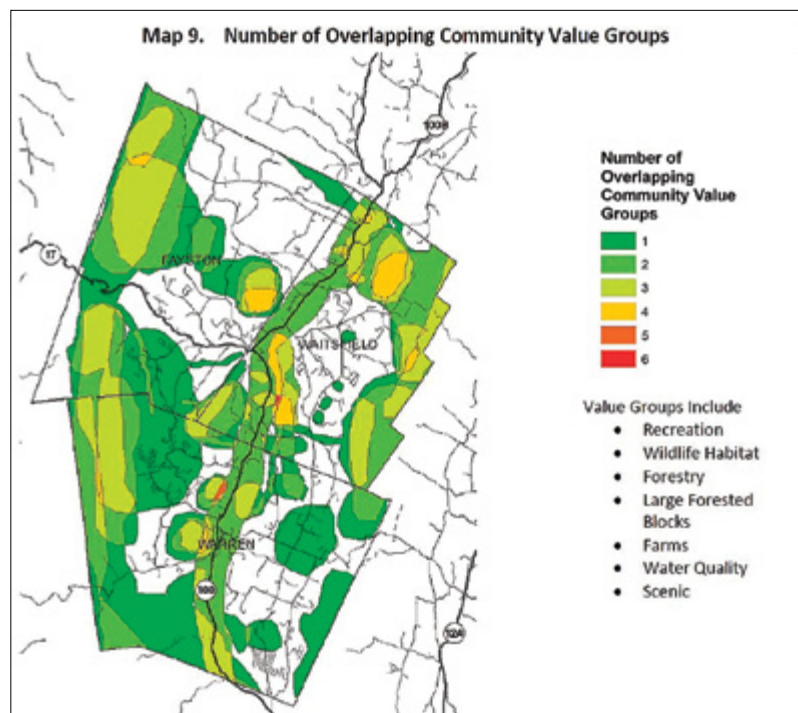 Map 9. Number of Overlapping Community Value Groups
100B
17
FAYSTON
WAITSFIELD
WARREN
100
12A
Number of
Overlapping
Community Value
Groups
1
2
3
4
5
6
Value Groups Include
• Recreation
• Wildlife Habitat
• Forestry
• Large Forested
Blocks
• Farms
• Water Quality
• Scenic